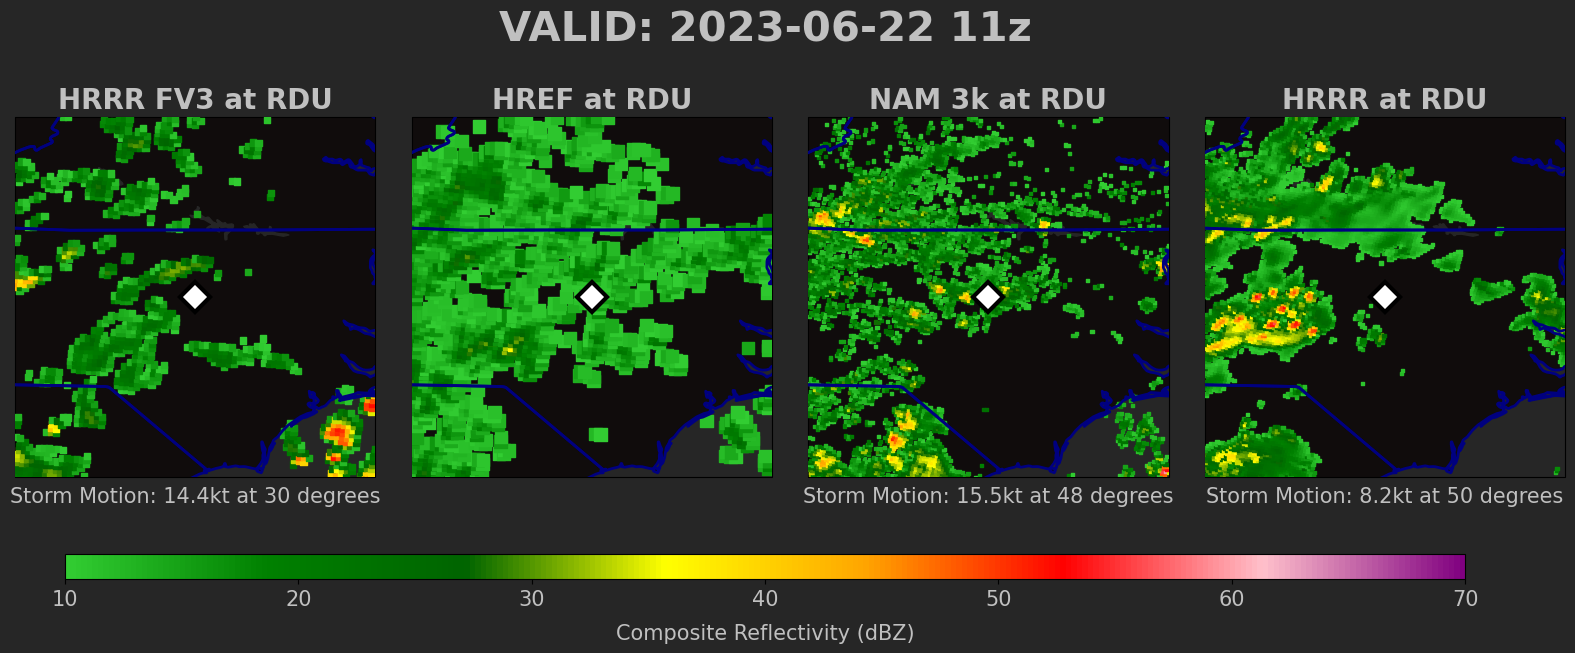 VALID: 2023-06-22 11z
HRRR FV3 at RDU
HREF at RDU
NAM 3k at RDU
HRRR at RDU
Storm Motion: 14.4kt at 30 degrees
Storm Motion: 15.5kt at 48 degrees
Storm Motion: 8.2kt at 50 degrees
10 20 30 40 50 60 70
Composite Reflectivity (dBZ)